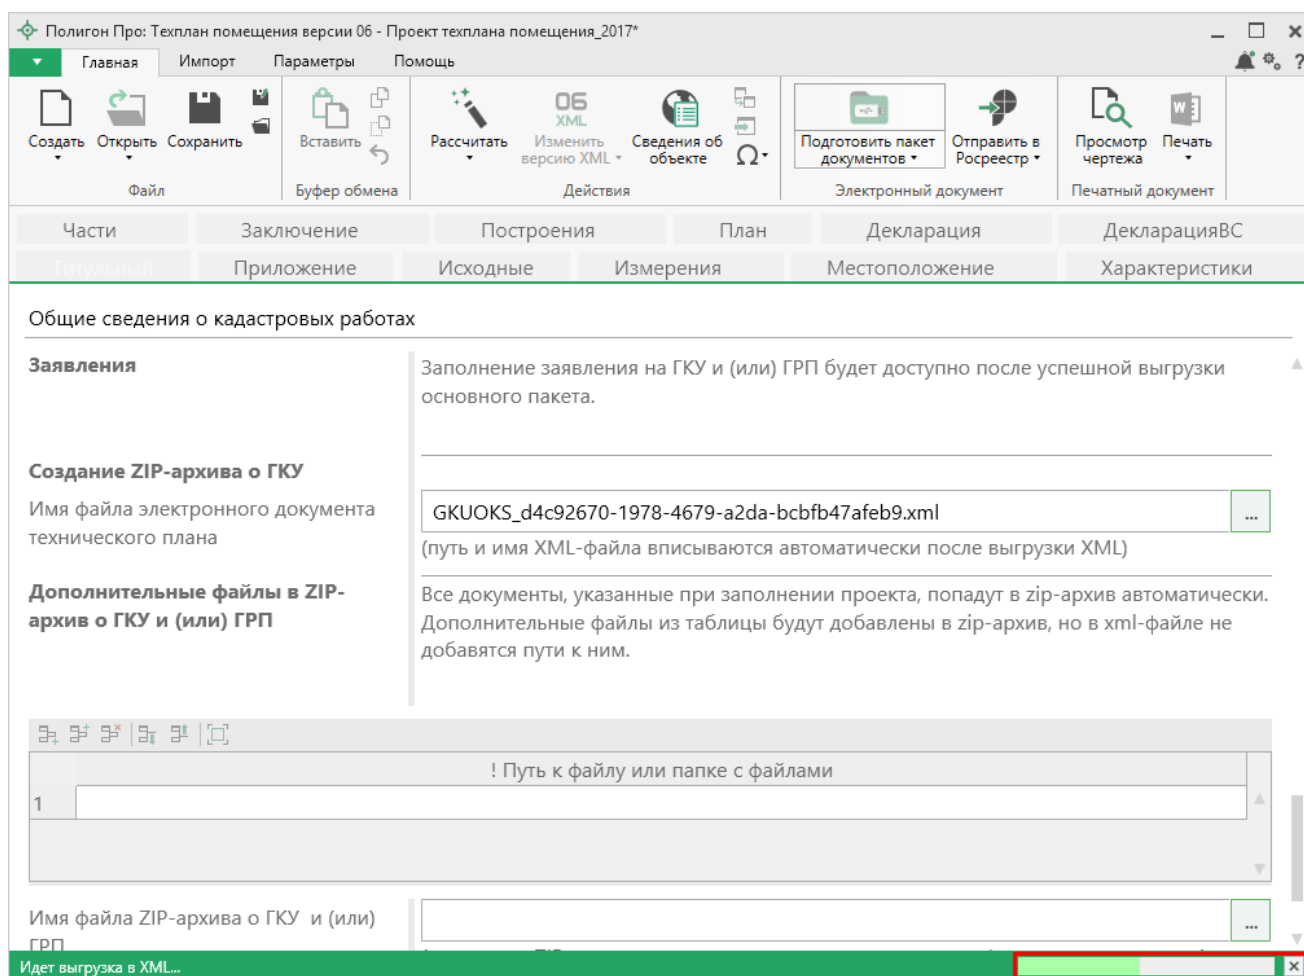 Полигон Про: Техплан помещения версии 06 - Проект техплана помещения_2017*
Главная Импорт Параметры Помощь
?
Создать Открыть Сохранить
Файл
Вставить
Буфер обмена
Рассчитать
06
XML
Изменить
версию XML
Сведения об
объекте
Ω
Действия
Подготовить пакет
документов
Отправить в
Росреестр
Электронный документ
Просмотр
чертежа
W
Печать
Печатный документ
Части Заключение Построения План Декларация ДекларацияВС
Титульный Приложение Исходные Измерения Местоположение Характеристики
Общие сведения о кадастровых работах
Заявления
Заполнение заявления на ГКУ и (или) ГРП будет доступно после успешной выгрузки
основного пакета.
Создание ZIP-архива о ГКУ
Имя файла электронного документа
технического плана
GKUOKS_d4c92670-1978-4679-a2da-bcbfb47afeb9.xml
...
(путь и имя XML-файла вписываются автоматически после выгрузки XML)
Дополнительные файлы в ZIP-
архив о ГКУ и (или) ГРП
Все документы, указанные при заполнении проекта, попадут в zip-архив автоматически.
Дополнительные файлы из таблицы будут добавлены в zip-архив, но в xml-файле не
добавятся пути к ним.
! Путь к файлу или папке с файлами
1
Имя файла ZIP-архива о ГКУ и (или)
ГРП
...
Идет выгрузка в XML...